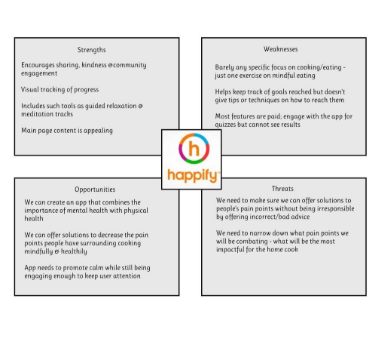 Strengths
Encourages sharing, kindness @community
engagement
Visual tracking of progress
Includes such tools as guided relaxation @
meditation tracks
Main page content is appealing
Weaknesses
Barely any specific focus on cooking/eating -
just one exercise on mindful eating
Helps keep track of goals reached but doesn't
give tips or techniques on how to reach them
Most features are paid; engage with the app for
quizzes but cannot see results
h
happify
Opportunities
We can create an app that combines the
importance of mental health with physical
health
We can offer solutions to decrease the pain
points people have surrounding cooking
mindfully @ healthily
App needs to promote calm while still being
engaging enough to keep user attention
Threats
We need to make sure we can offer solutions to
people's pain points without being irresponsible
by offering incorrect/bad advice
We need to narrow down what pain points we
will be combating - what will be the most
impactful for the home cook